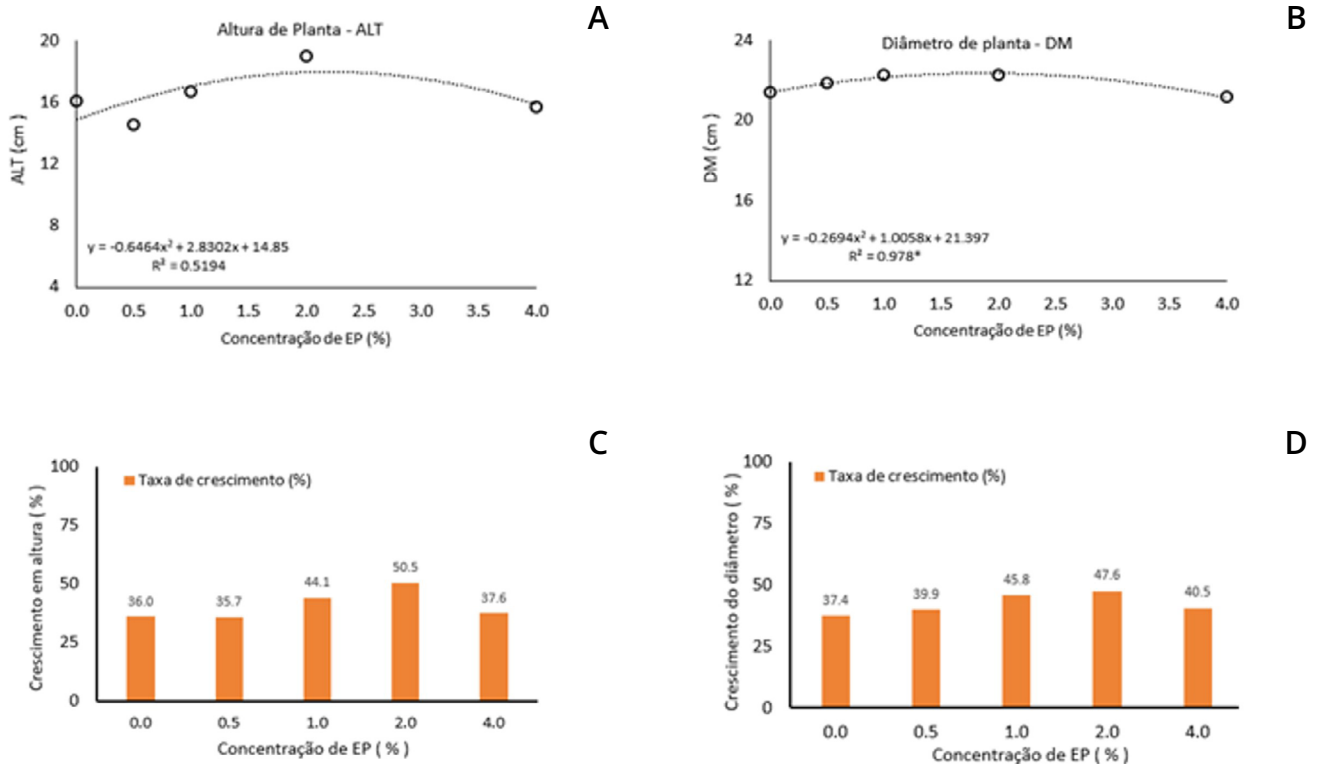 A
Altura de Planta - ALT
20
16
12
8
4
ALT (cm )
y = -0.6464x² + 2.8302x + 14.85
R² = 0.5194
0.0 0.5 1.0 1.5 2.0 2.5 3.0 3.5 4.0
Concentração de EP (%)
B
Diâmetro de planta - DM
24
20
16
12
DM (cm )
y = -0.2694x² + 1.0058x + 21.397
R² = 0.978*
0.0 0.5 1.0 1.5 2.0 2.5 3.0 3.5 4.0
Concentração de EP (%)
C
Taxa de crescimento (%)
100
75
50
25
0
Crescimento em altura ( % )
36.0 35.7 44.1 50.5 37.6
0.0 0.5 1.0 2.0 4.0
Concentração de EP ( % )
D
Taxa de crescimento (%)
100
75
50
25
0
Crescimento do diâmetro ( % )
37.4 39.9 45.8 47.6 40.5
0.0 0.5 1.0 2.0 4.0
Concentração de EP ( % )